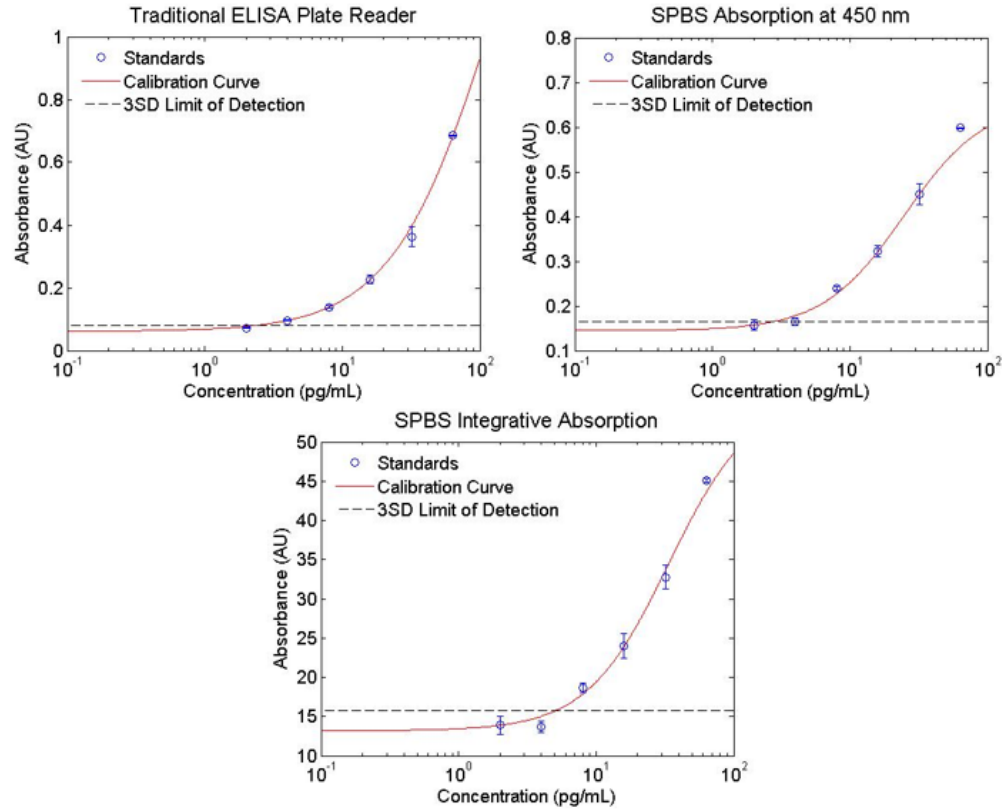 Traditional ELISA Plate Reader
1
0.8
0.6
0.4
0.2
0
Absorbance (AU)
Standards
Calibration Curve
3SD Limit of Detection
10-1
100
101
102
Concentration (pg/mL)
SPBS Absorption at 450 nm
0.8
0.7
0.6
0.5
0.4
0.3
0.2
0.1
Absorbance (AU)
Standards
Calibration Curve
3SD Limit of Detection
10-1
100
101
102
Concentration (pg/mL)
SPBS Integrative Absorption
50
45
40
35
30
25
20
15
10
Absorbance (AU)
Standards
Calibration Curve
3SD Limit of Detection
10-1
100
101
102
Concentration (pg/mL)